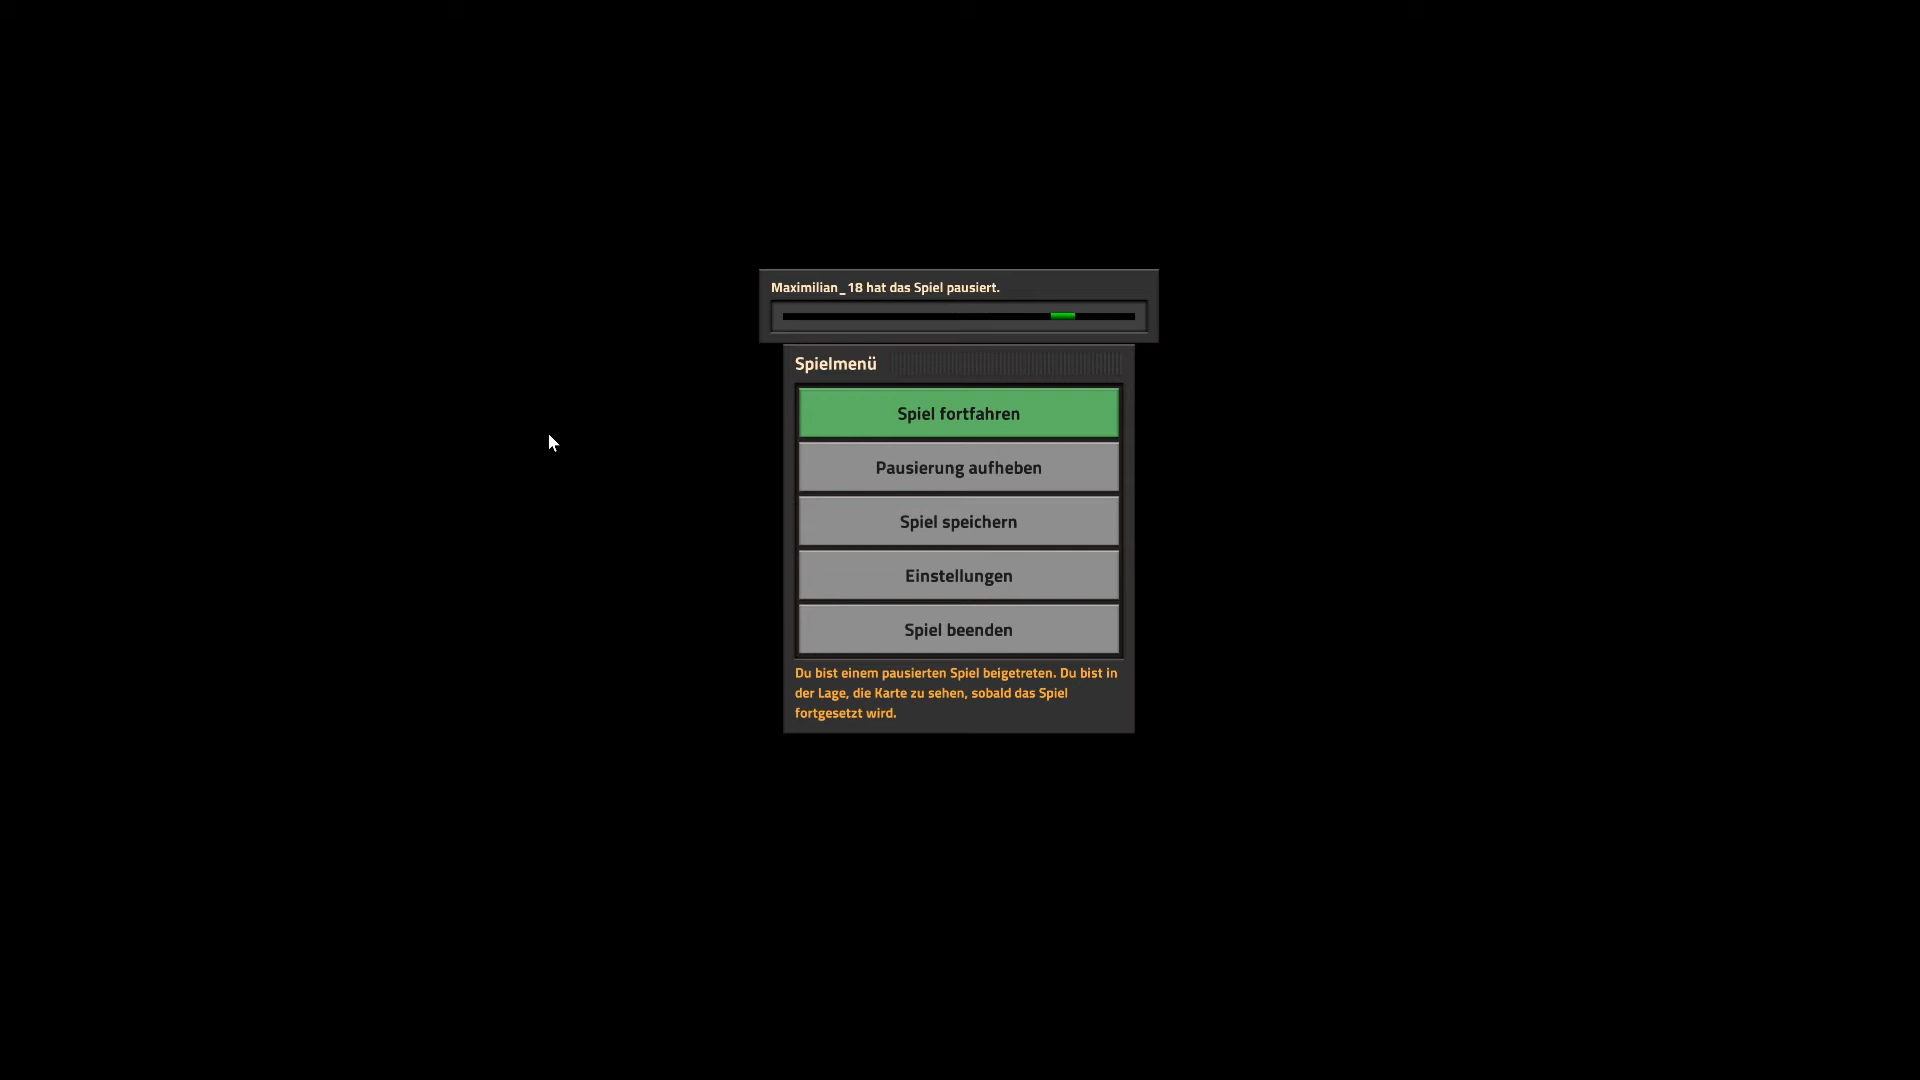 Maximilian_18 hat das Spiel pausiert.
Spielmenü
Spiel fortfahren
Pausierung aufheben
Spiel speichern
Einstellungen
Spiel beenden
Du bist einem pausierten Spiel beigetreten. Du bist in
der Lage, die Karte zu sehen, sobald das Spiel
fortgesetzt wird.